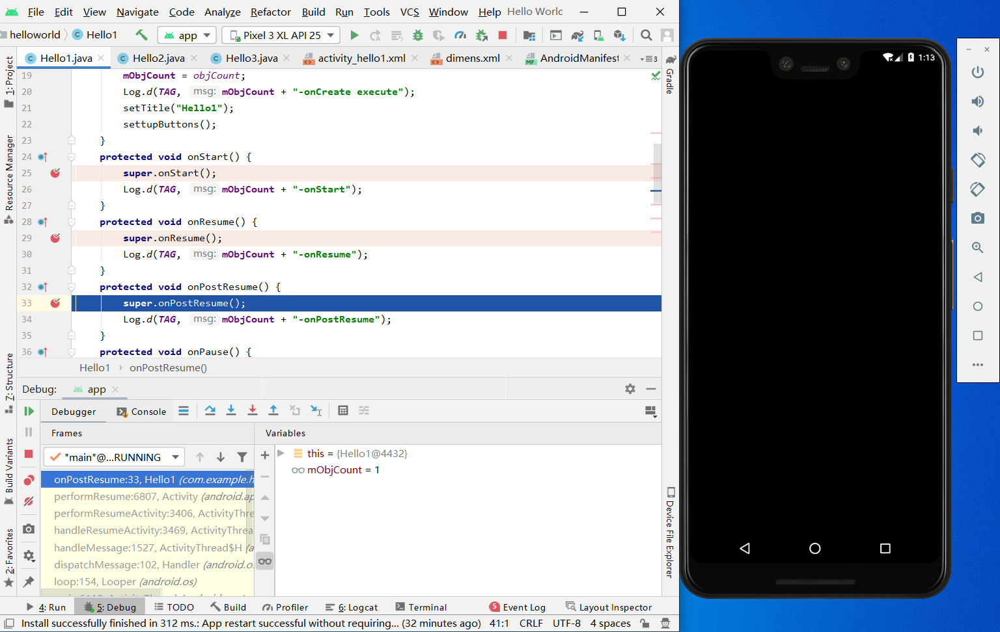 File Edit View Navigate Code Analyze Refactor Build Run Tools VCS Window Help Hello Worlc
helloworld Hello1 app Pixel 3 XL API 25
Hello1.java Hello2.java Hello3.java activity_hello1.xml dimens.xml AndroidManifest
19 mObjCount = objCount;
20 Log.d(TAG, msg: mObjCount + "-onCreate execute");
21 setTitle("Hello1");
22 settupButtons();
23 }
24 protected void onStart() {
25 super.onStart();
26 Log.d(TAG, msg: mObjCount + "-onStart");
27 }
28 protected void onResume() {
29 super.onResume();
30 Log.d(TAG, msg: mObjCount + "-onResume");
31 }
32 protected void onPostResume() {
33 super.onPostResume();
34 Log.d(TAG, msg: mObjCount + "-onPostResume");
35 }
36 protected void onPause() {
Hello1 › onPostResume()
Debug: app
Debugger Console
Frames
Variables
"main"@...RUNNING
onPostResume:33, Hello1 (com.example.h
performResume:6807, Activity (android.ap
performResumeActivity:3406, ActivityThre
handleResumeActivity:3469, ActivityThrea
handleMessage:1527, ActivityThread$H (a
dispatchMessage:102, Handler (android.o
loop:154, Looper (android.os)
this = {Hello1@4432}
mObjCount = 1
1: Project
Resource Manager
7: Structure
Build Variants
2: Favorites
Gradle
Device File Explorer
4: Run 5: Debug TODO Build Profiler 6: Logcat Terminal 5 Event Log Layout Inspector
Install successfully finished in 312 ms.: App restart successful without requiring... (32 minutes ago) 41:1 CRLF UTF-8 4 spaces
1:13